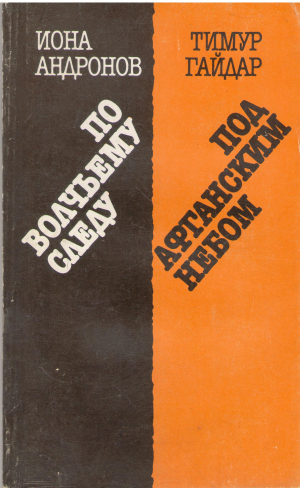 ИОНА
АНДРОНОВ
ПО
ВОЛЧЬЕМУ
СЛЕДУ
ТИМУР
ГАЙДАР
ПОД
АФГАНСКИМ
НЕБОМ